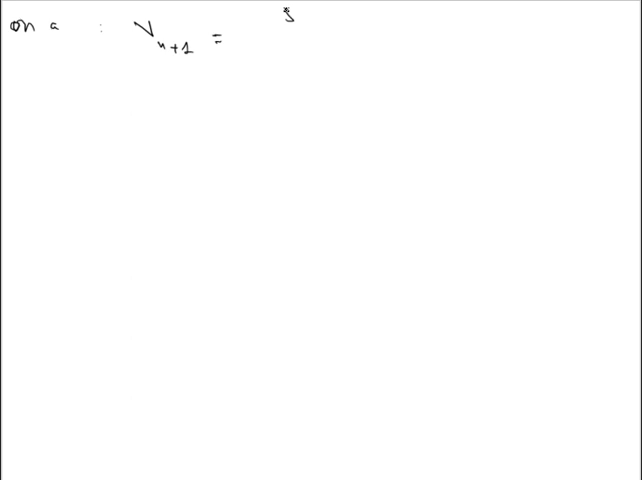 on a : V_{n+1} =